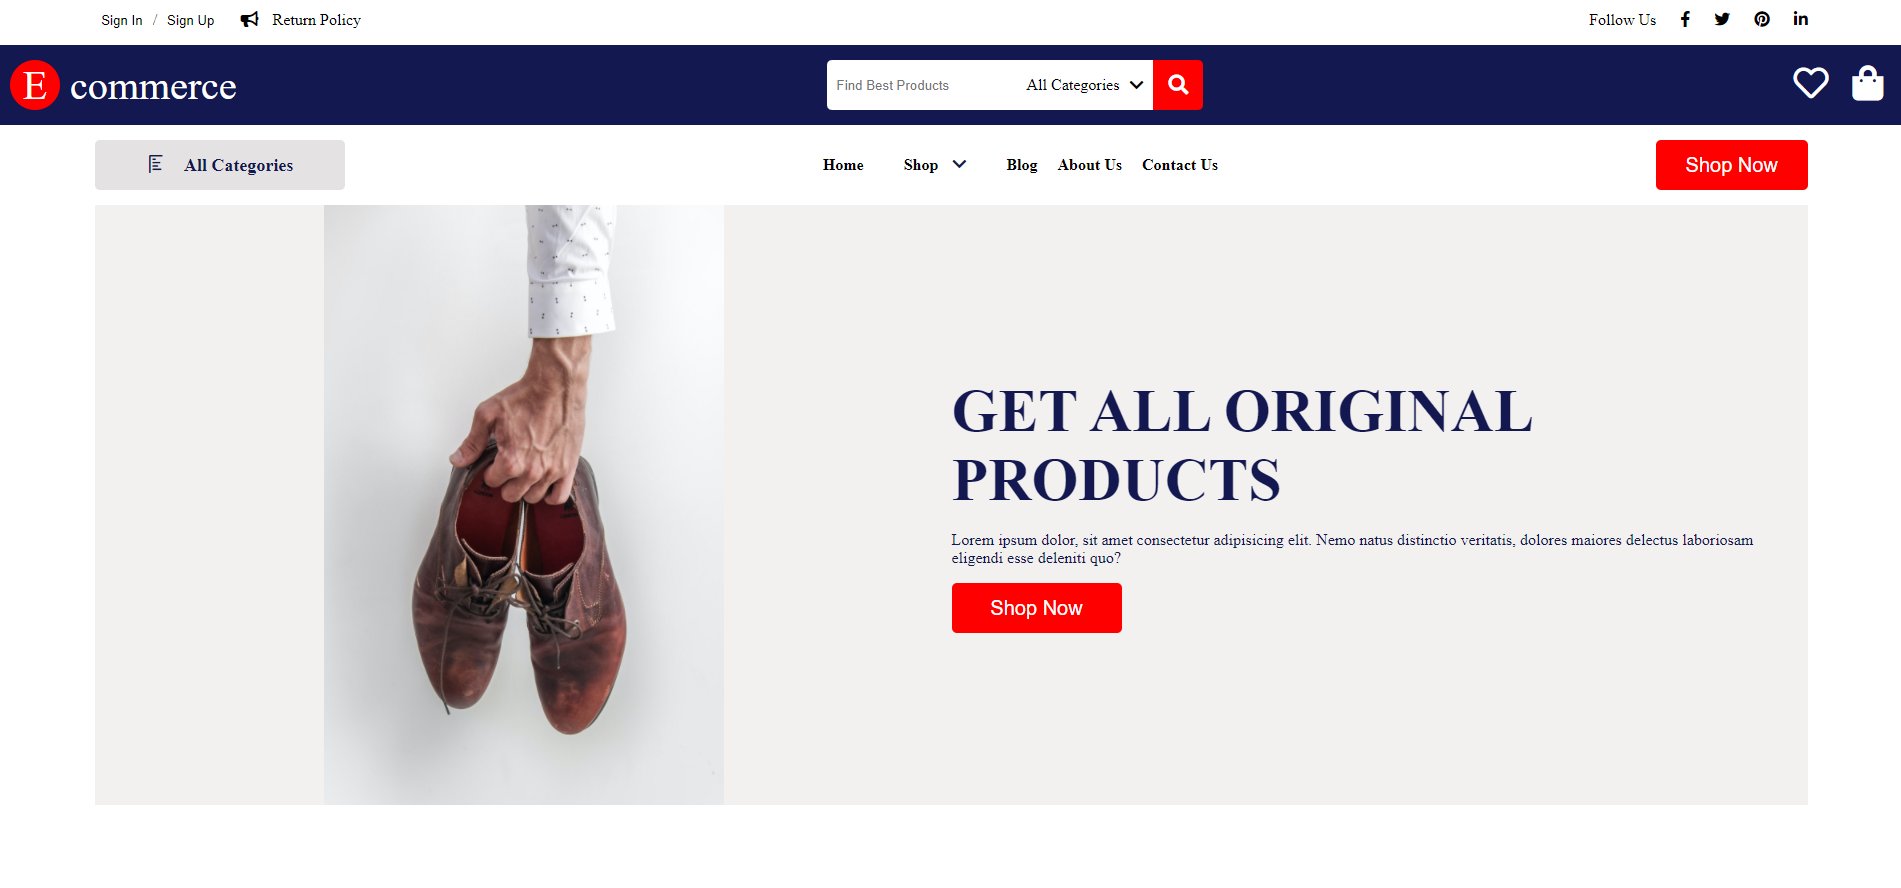 Sign In / Sign Up Return Policy Follow Us
E commerce Find Best Products All Categories
All Categories Home Shop Blog About Us Contact Us Shop Now
GET ALL ORIGINAL
PRODUCTS
Lorem ipsum dolor, sit amet consectetur adipisicing elit. Nemo natus distinctio veritatis, dolores maiores delectus laboriosam
eligendi esse deleniti quo?
Shop Now